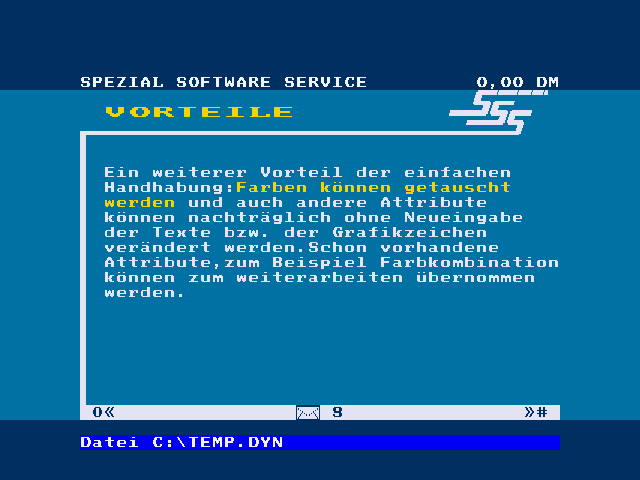 SPEZIAL SOFTWARE SERVICE 0,00 DM
SSS
VORTEILE
Ein weiterer Vorteil der einfachen
Handhabung:Farben können getauscht
werden und auch andere Attribute
können nachträglich ohne Neueingabe
der Texte bzw. der Grafikzeichen
verändert werden.Schon vorhandene
Attribute,zum Beispiel Farbkombination
können zum weiterarbeiten übernommen
werden.
0« 9 »#
Datei C:\TEMP.DYN